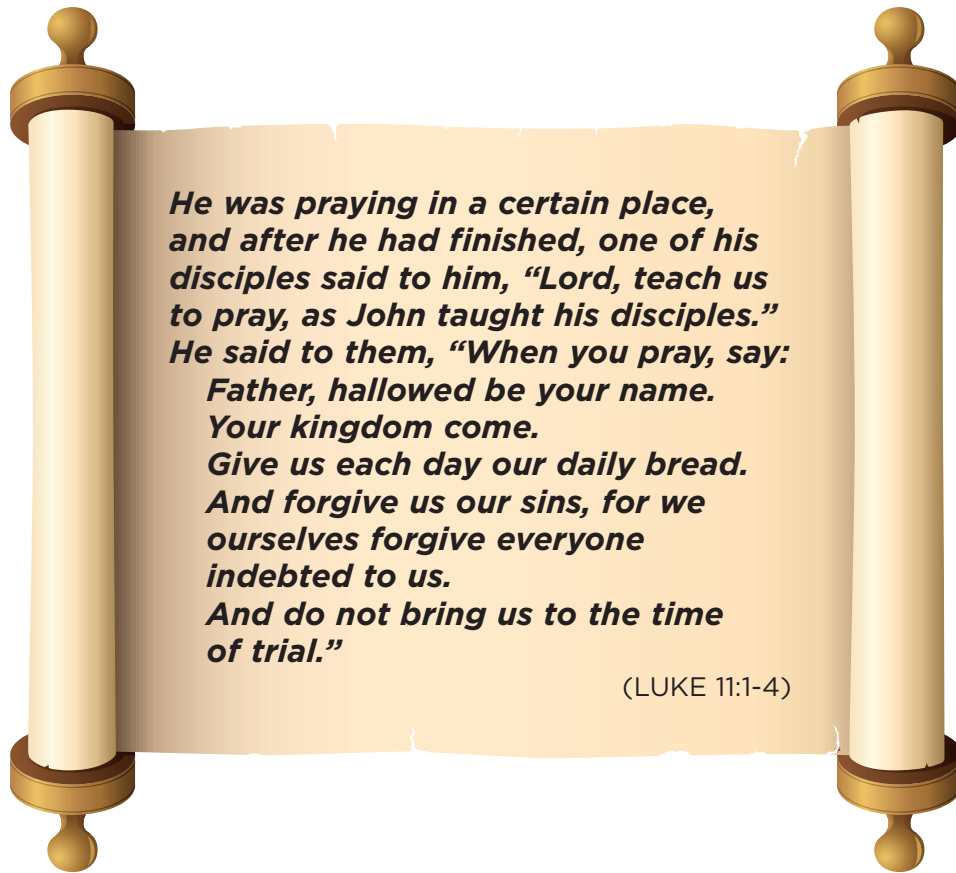 He was praying in a certain place,
and after he had finished, one of his
disciples said to him, “Lord, teach us
to pray, as John taught his disciples.”
He said to them, “When you pray, say:
Father, hallowed be your name.
Your kingdom come.
Give us each day our daily bread.
And forgive us our sins, for we
ourselves forgive everyone
indebted to us.
And do not bring us to the time
of trial.”
(LUKE 11:1-4)